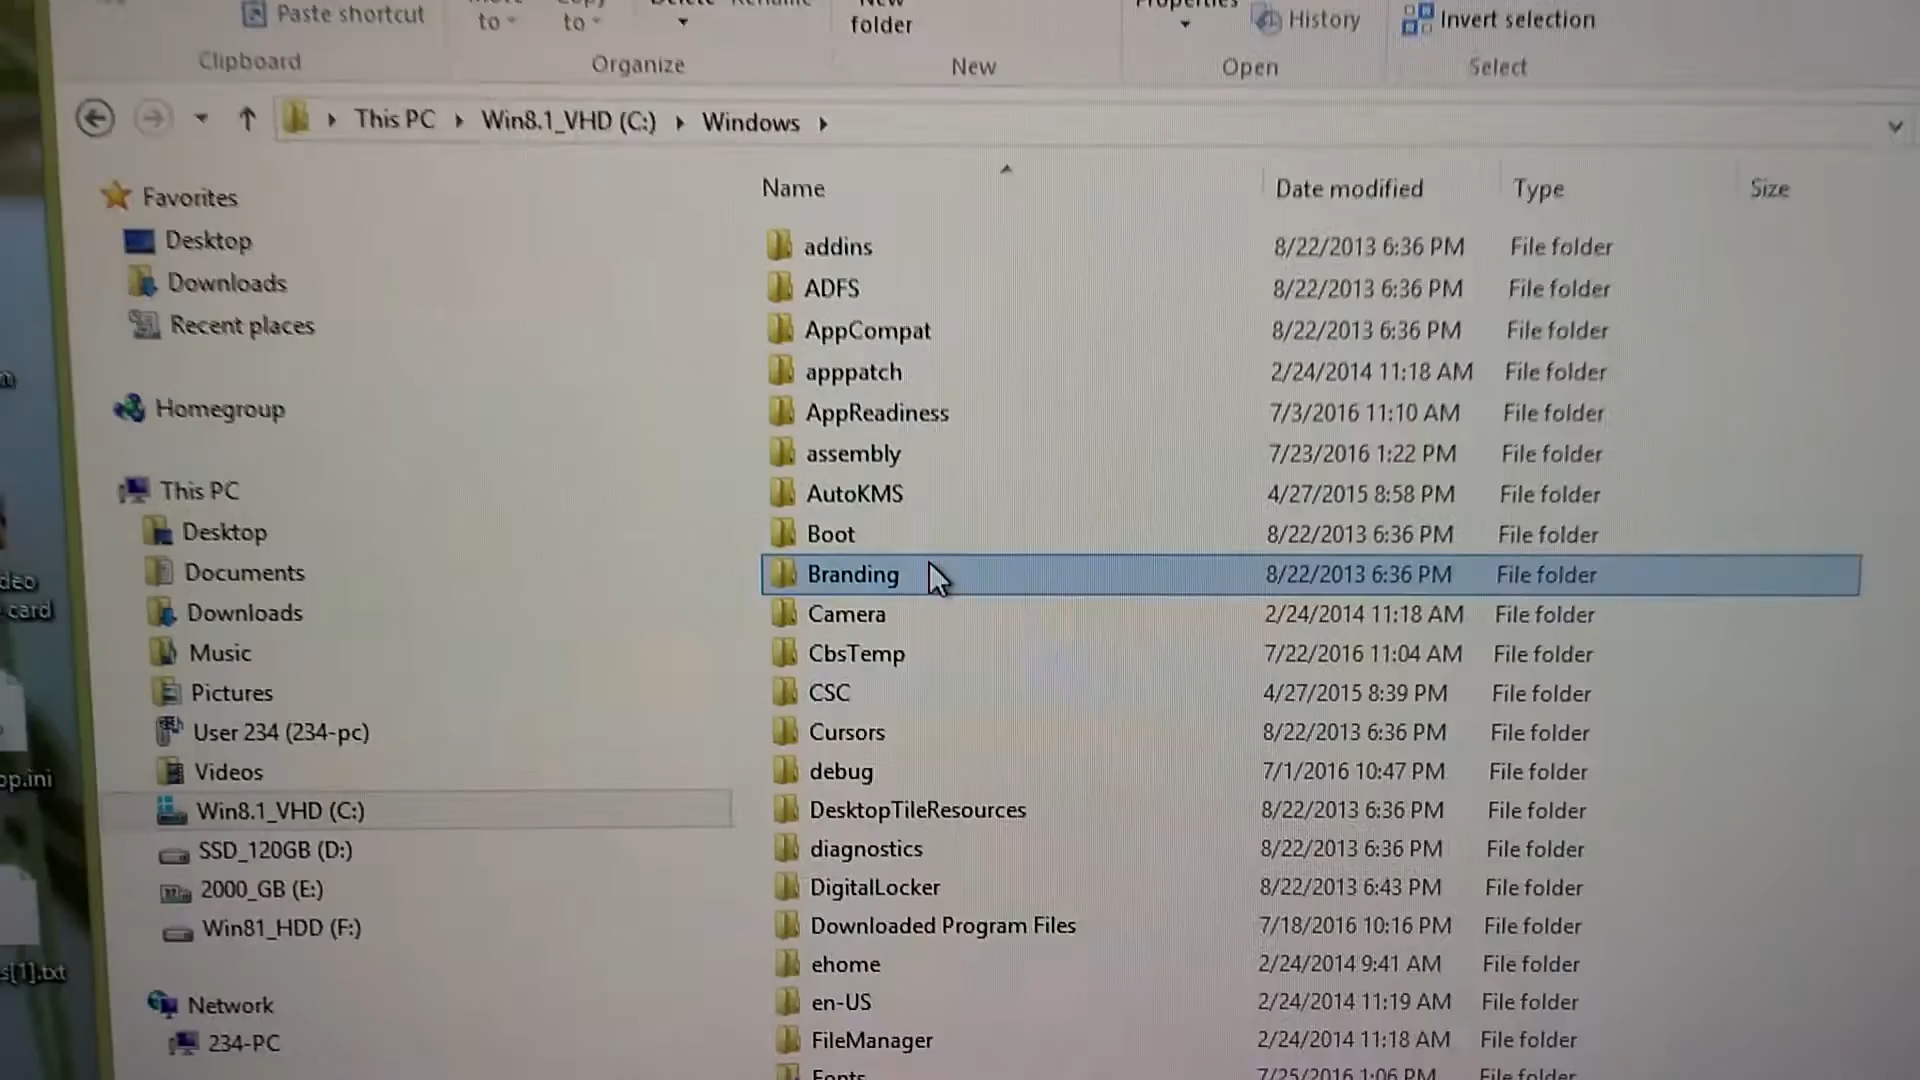 Paste shortcut
to
to
New
folder
History
Invert selection
Clipboard
Organize
New
Open
Select
This PC
Win8.1_VHD (C:)
Windows
Name
Date modified
Type
Size
Favorites
Desktop
Downloads
Recent places
Homegroup
This PC
Desktop
Documents
Downloads
Music
Pictures
User 234 (234-pc)
Videos
Win8.1_VHD (C:)
SSD_120GB (D:)
2000_GB (E:)
Win81_HDD (F:)
Network
234-PC
addins 8/22/2013 6:36 PM File folder
ADFS 8/22/2013 6:36 PM File folder
AppCompat 8/22/2013 6:36 PM File folder
apppatch 2/24/2014 11:18 AM File folder
AppReadiness 7/3/2016 11:10 AM File folder
assembly 7/23/2016 1:22 PM File folder
AutoKMS 4/27/2015 8:58 PM File folder
Boot 8/22/2013 6:36 PM File folder
Branding 8/22/2013 6:36 PM File folder
Camera 2/24/2014 11:18 AM File folder
CbsTemp 7/22/2016 11:04 AM File folder
CSC 4/27/2015 8:39 PM File folder
Cursors 8/22/2013 6:36 PM File folder
debug 7/1/2016 10:47 PM File folder
DesktopTileResources 8/22/2013 6:36 PM File folder
diagnostics 8/22/2013 6:36 PM File folder
DigitalLocker 8/22/2013 6:43 PM File folder
Downloaded Program Files 7/18/2016 10:16 PM File folder
ehome 2/24/2014 9:41 AM File folder
en-US 2/24/2014 11:19 AM File folder
FileManager 2/24/2014 11:18 AM File folder
Fonts 7/25/2016 1:06 PM File folder
card
op.ini
s[1].txt